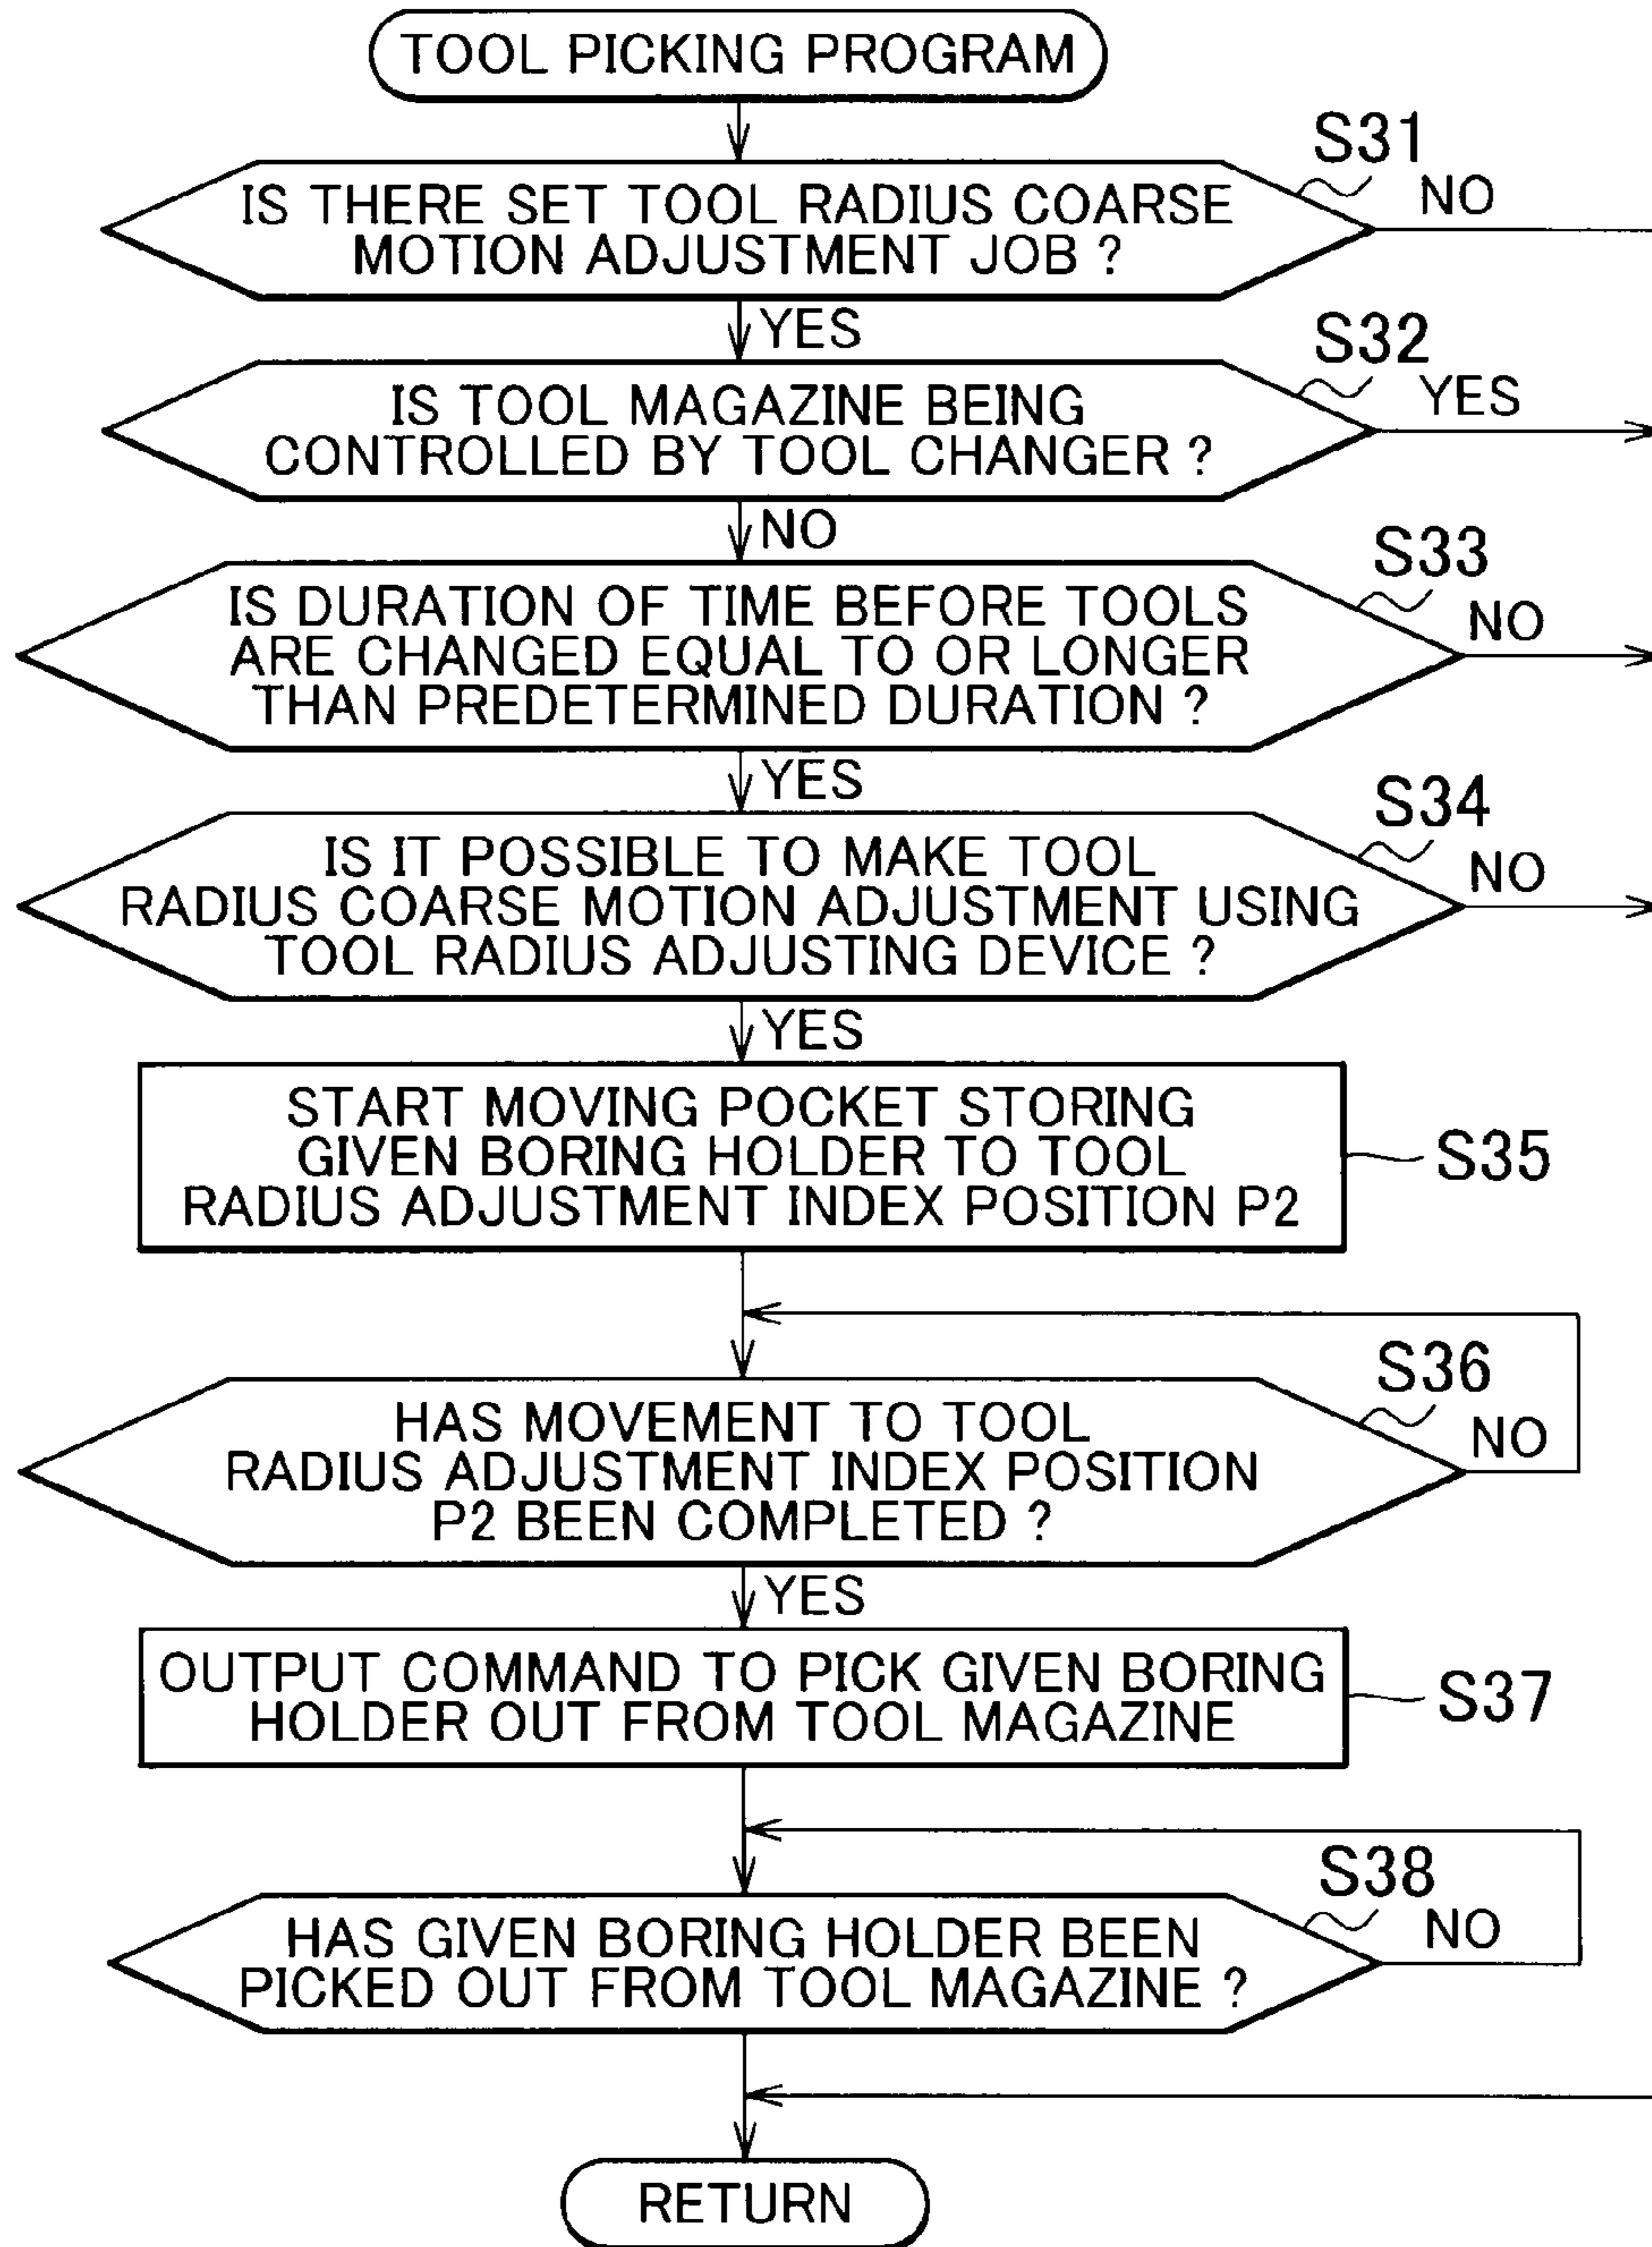 TOOL PICKING PROGRAM
S31
NO
IS THERE SET TOOL RADIUS COARSE
MOTION ADJUSTMENT JOB ?
YES
S32
YES
IS TOOL MAGAZINE BEING
CONTROLLED BY TOOL CHANGER ?
NO
S33
NO
IS DURATION OF TIME BEFORE TOOLS
ARE CHANGED EQUAL TO OR LONGER
THAN PREDETERMINED DURATION ?
YES
S34
NO
IS IT POSSIBLE TO MAKE TOOL
RADIUS COARSE MOTION ADJUSTMENT USING
TOOL RADIUS ADJUSTING DEVICE ?
YES
START MOVING POCKET STORING
GIVEN BORING HOLDER TO TOOL
RADIUS ADJUSTMENT INDEX POSITION P2
S35
S36
NO
HAS MOVEMENT TO TOOL
RADIUS ADJUSTMENT INDEX POSITION
P2 BEEN COMPLETED ?
YES
OUTPUT COMMAND TO PICK GIVEN BORING
HOLDER OUT FROM TOOL MAGAZINE
S37
S38
NO
HAS GIVEN BORING HOLDER BEEN
PICKED OUT FROM TOOL MAGAZINE ?
RETURN